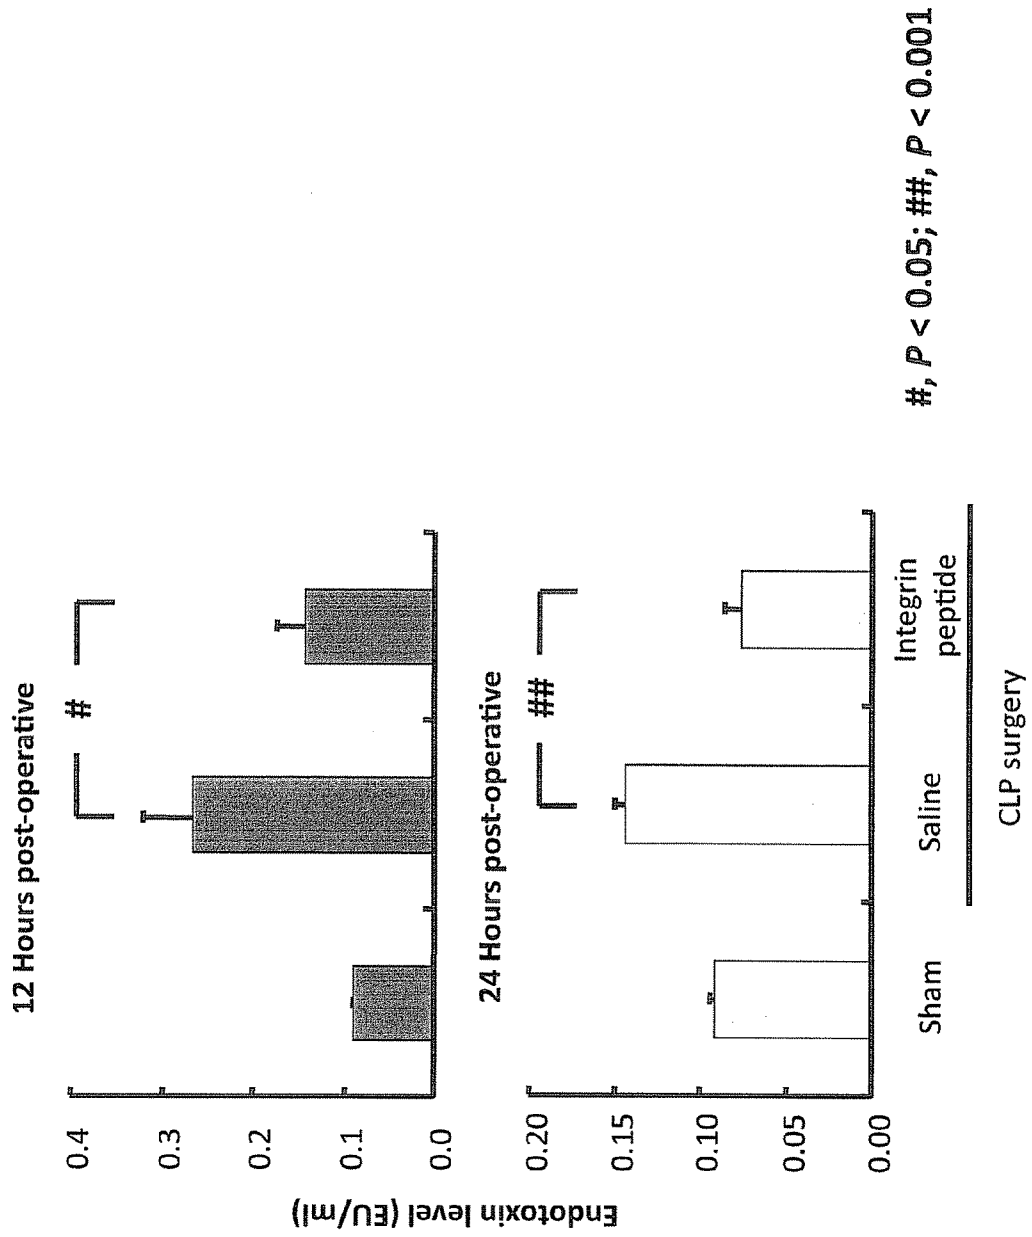 12 Hours post-operative
#
0.4
0.3
0.2
0.1
0.0
24 Hours post-operative
##
0.20
0.15
0.10
0.05
0.00
Endotoxin level (EU/ml)
Sham
Saline
Integrin
peptide
CLP surgery
#, P < 0.05; ##, P < 0.001